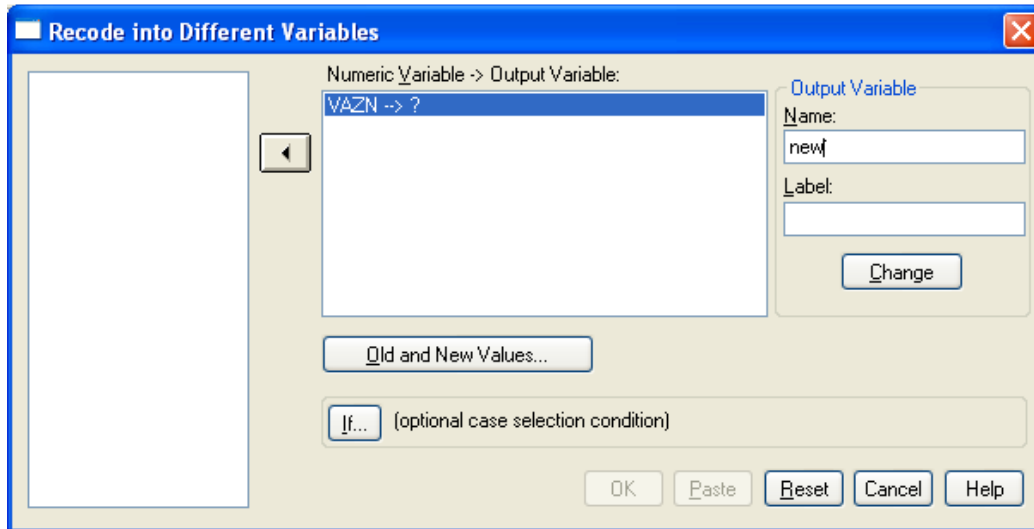 Recode into Different Variables
Numeric Variable -> Output Variable:
VAZN --> ?
Output Variable
Name:
new
Label:
Change
Old and New Values...
If... (optional case selection condition)
OK Paste Reset Cancel Help